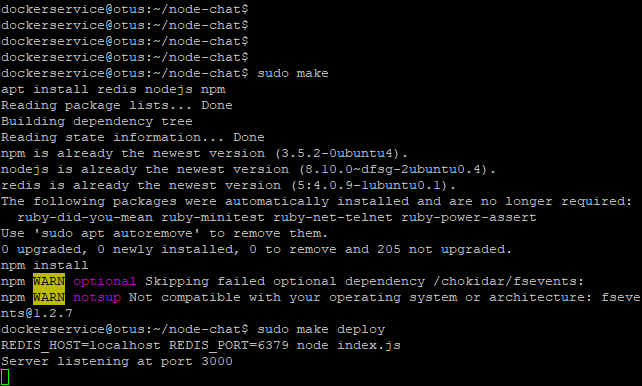 dockerservice@otus:~/node-chat$
dockerservice@otus:~/node-chat$
dockerservice@otus:~/node-chat$
dockerservice@otus:~/node-chat$
dockerservice@otus:~/node-chat$ sudo make
apt install redis nodejs npm
Reading package lists... Done
Building dependency tree
Reading state information... Done
npm is already the newest version (3.5.2-0ubuntu4).
nodejs is already the newest version (8.10.0~dfsg-2ubuntu0.4).
redis is already the newest version (5:4.0.9-1ubuntu0.1).
The following packages were automatically installed and are no longer required:
  ruby-did-you-mean ruby-minitest ruby-net-telnet ruby-power-assert
Use 'sudo apt autoremove' to remove them.
0 upgraded, 0 newly installed, 0 to remove and 205 not upgraded.
npm install
npm WARN optional Skipping failed optional dependency /chokidar/fsevents:
npm WARN notsup Not compatible with your operating system or architecture: fseve
nts@1.2.7
dockerservice@otus:~/node-chat$ sudo make deploy
REDIS_HOST=localhost REDIS_PORT=6379 node index.js
Server listening at port 3000